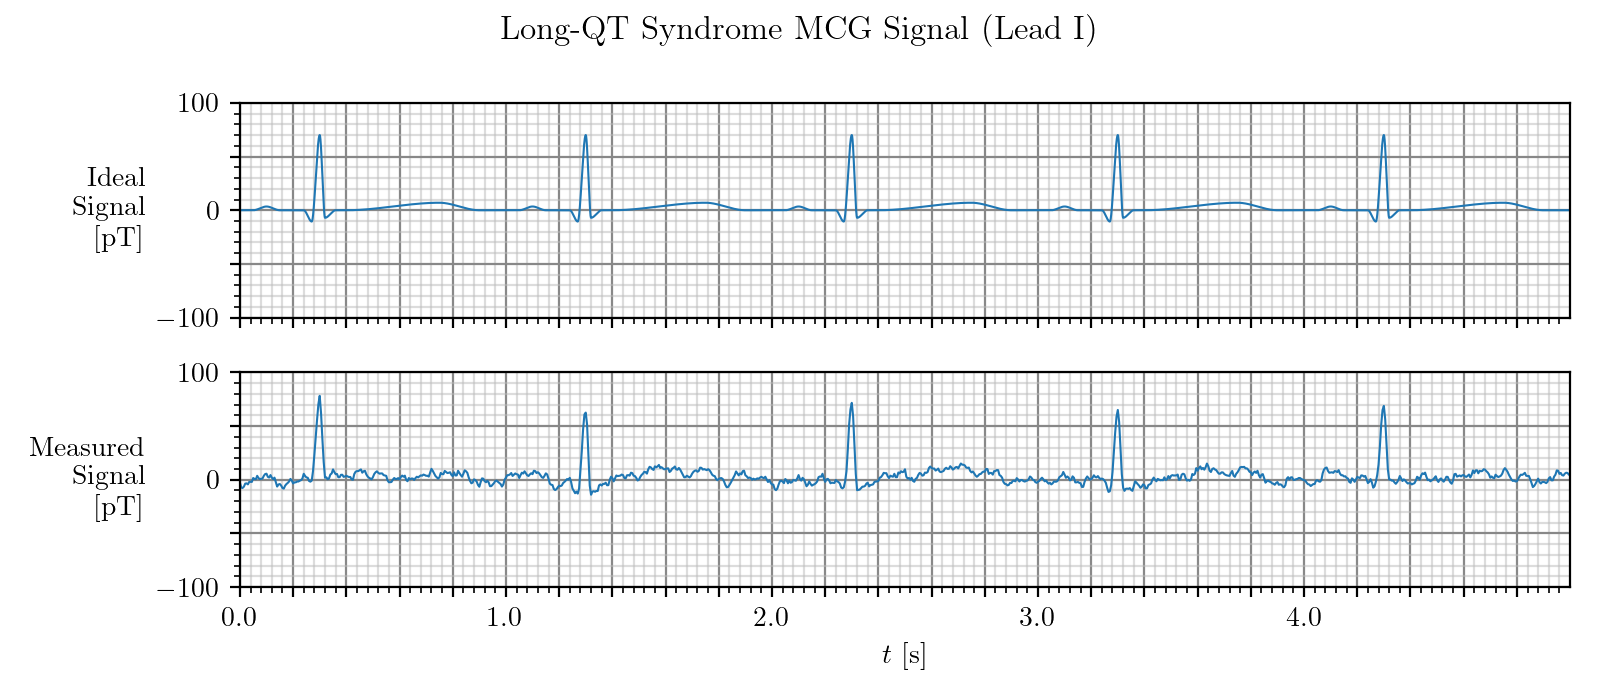 Long-QT Syndrome MCG Signal (Lead I)
100
Ideal
Signal
[pT]
0
−100
100
Measured
Signal
[pT]
0
−100
0.0 1.0 2.0 3.0 4.0
t [s]